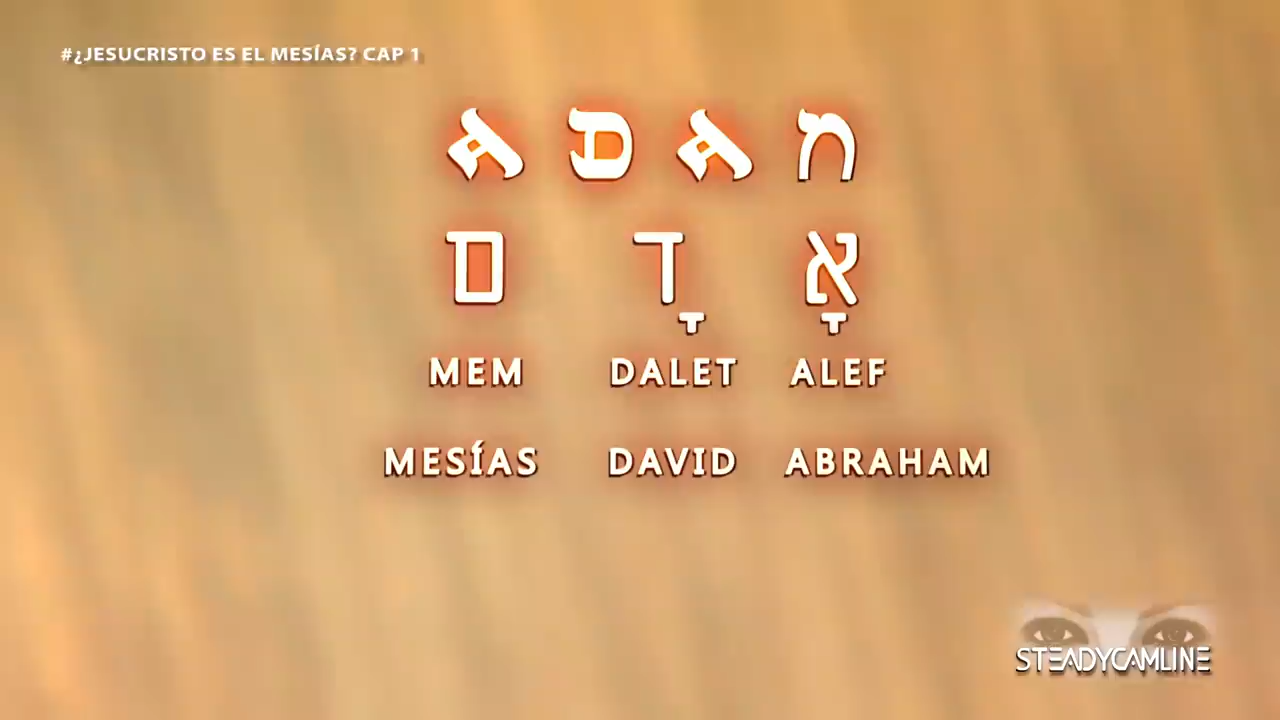 #¿JESUCRISTO ES EL MESÍAS? CAP 1
ADAM
אָ דָ ם
MEM DALET ALEF
MESÍAS DAVID ABRAHAM
STEADYCAMLINE